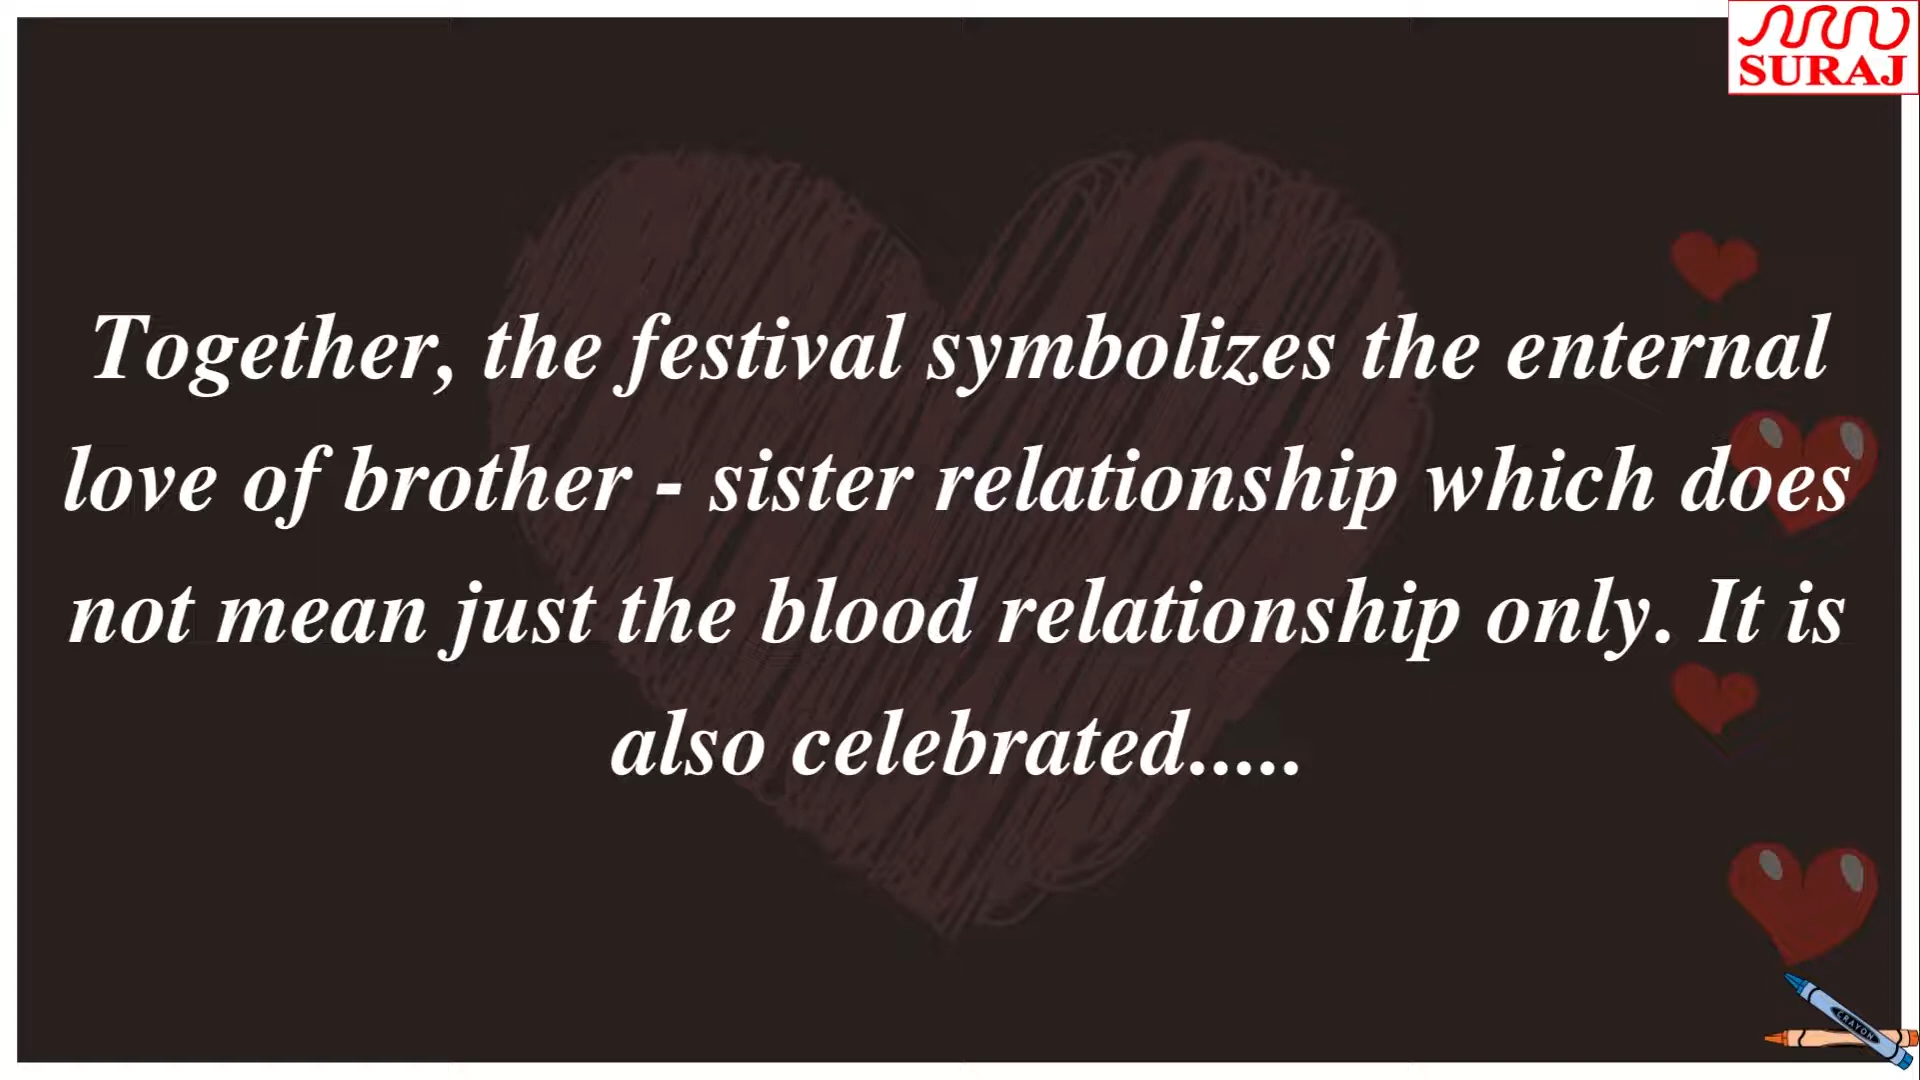 SURAJ
Together, the festival symbolizes the enternal
love of brother - sister relationship which does
not mean just the blood relationship only. It is
also celebrated.....
CRAYON